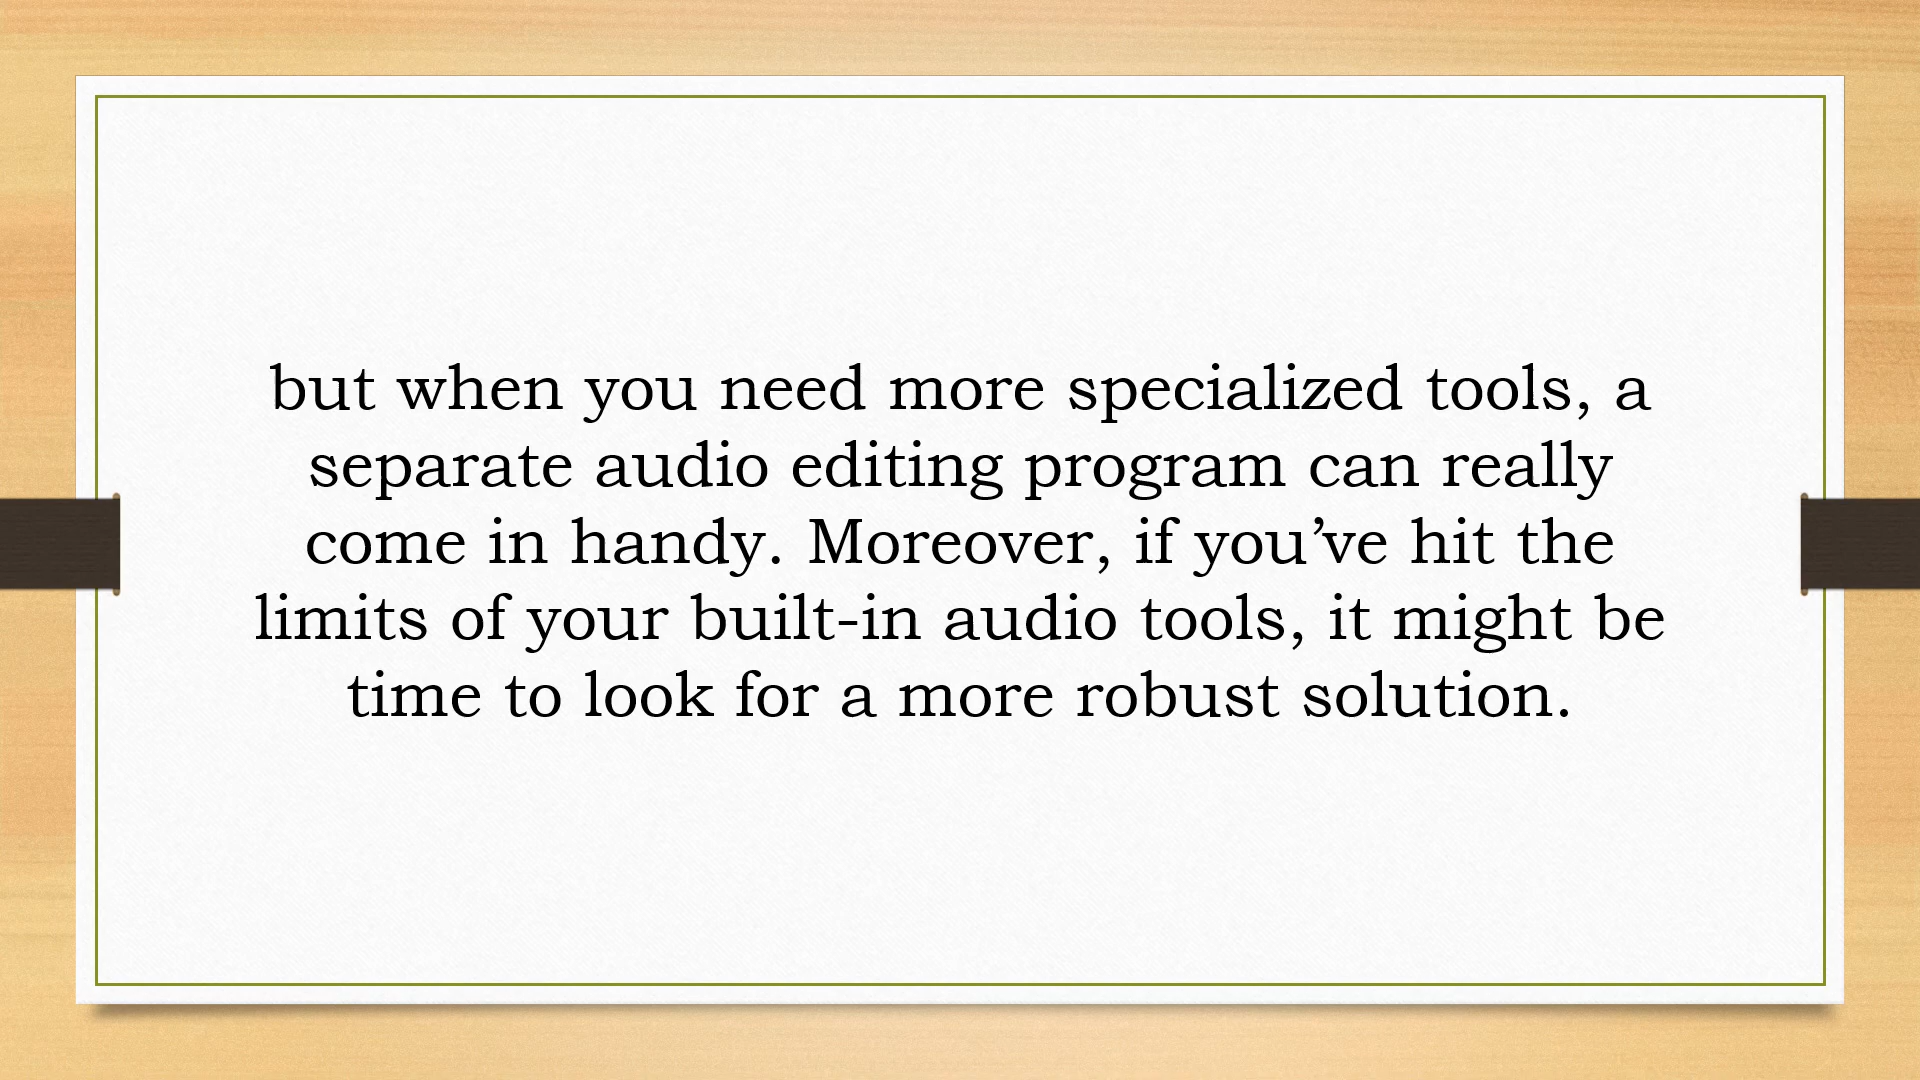 but when you need more specialized tools, a
separate audio editing program can really
come in handy. Moreover, if you’ve hit the
limits of your built-in audio tools, it might be
time to look for a more robust solution.